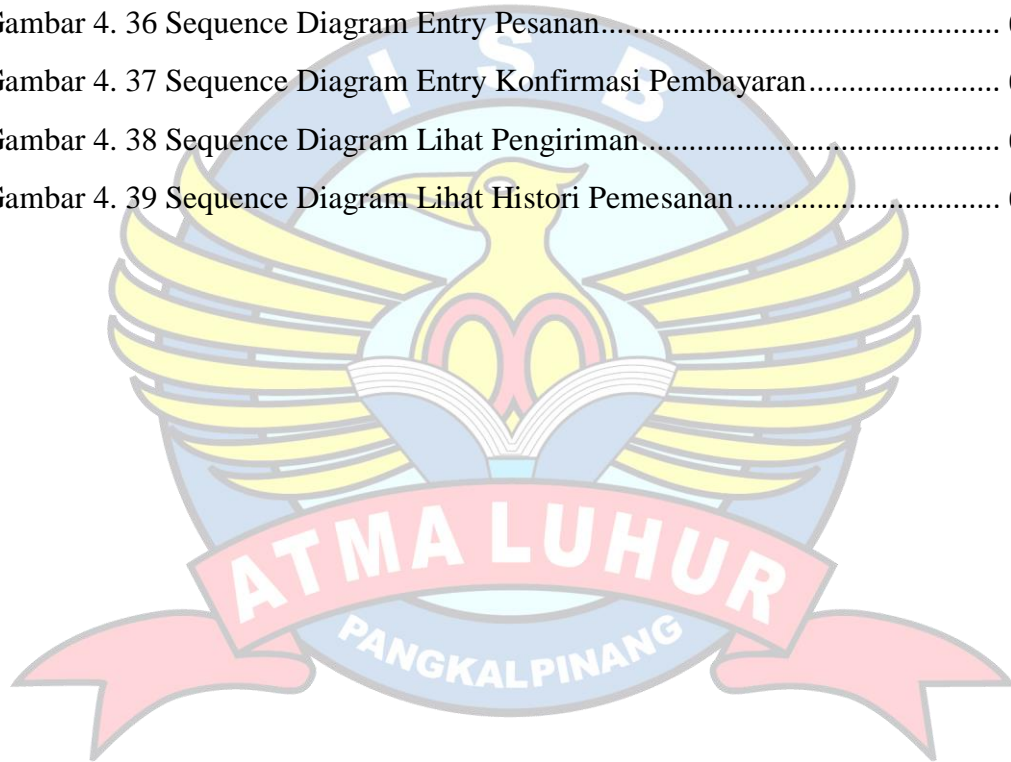 Gambar 4. 36 Sequence Diagram Entry Pesanan
Gambar 4. 37 Sequence Diagram Entry Konfirmasi Pembayaran
Gambar 4. 38 Sequence Diagram Lihat Pengiriman
Gambar 4. 39 Sequence Diagram Lihat Histori Pemesanan
I S B
ATMA LUHUR
PANGKALPINANG